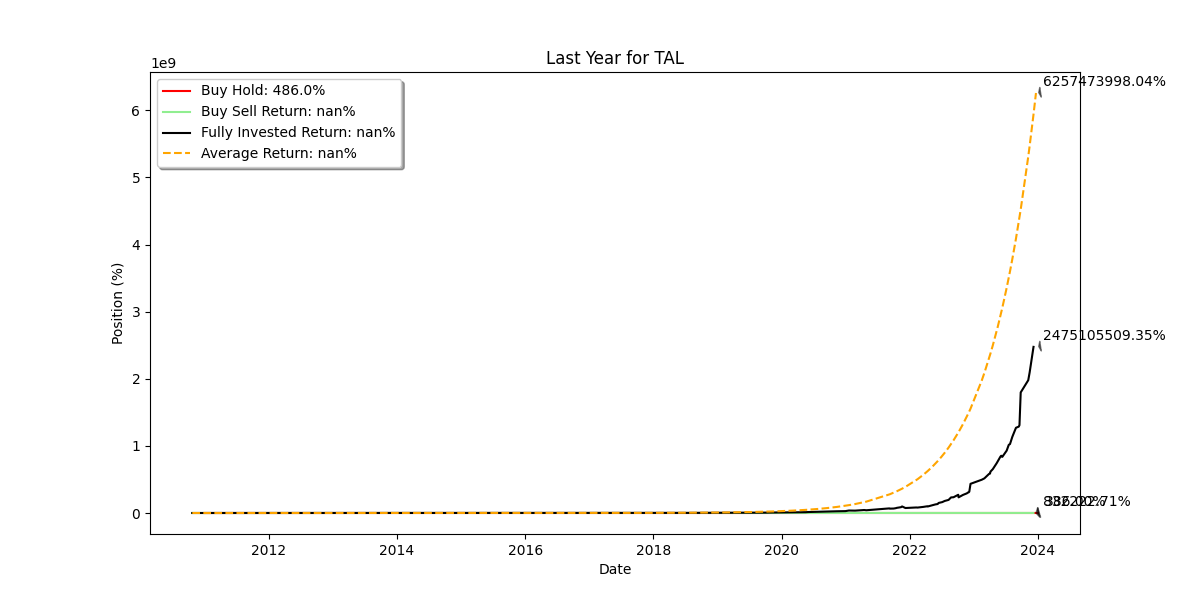 Last Year for TAL
1e9
Buy Hold: 486.0%
Buy Sell Return: nan%
Fully Invested Return: nan%
Average Return: nan%
6257473998.04%
2475105509.35%
6
5
4
3
2
1
0
Position (%)
2012
2014
2016
2018
2020
2022
2024
Date